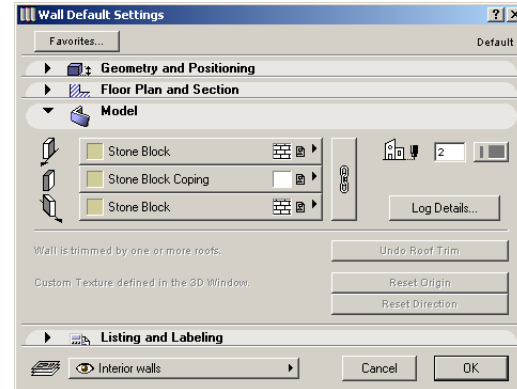 Wall Default Settings
Favorites...
Default
Geometry and Positioning
Floor Plan and Section
Model
Stone Block
2
Stone Block Coping
Stone Block
Log Details...
Wall is trimmed by one or more roofs.
Undo Roof Trim
Custom Texture defined in the 3D Window.
Reset Origin
Reset Direction
Listing and Labeling
Interior walls
Cancel
OK